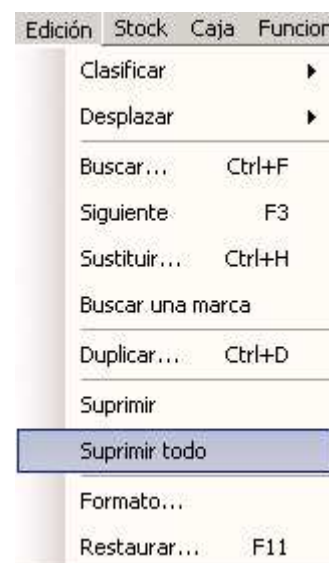 Edición Stock Caja Funcion
Clasificar
Desplazar
Buscar... Ctrl+F
Siguiente F3
Sustituir... Ctrl+H
Buscar una marca
Duplicar... Ctrl+D
Suprimir
Suprimir todo
Formato...
Restaurar... F11